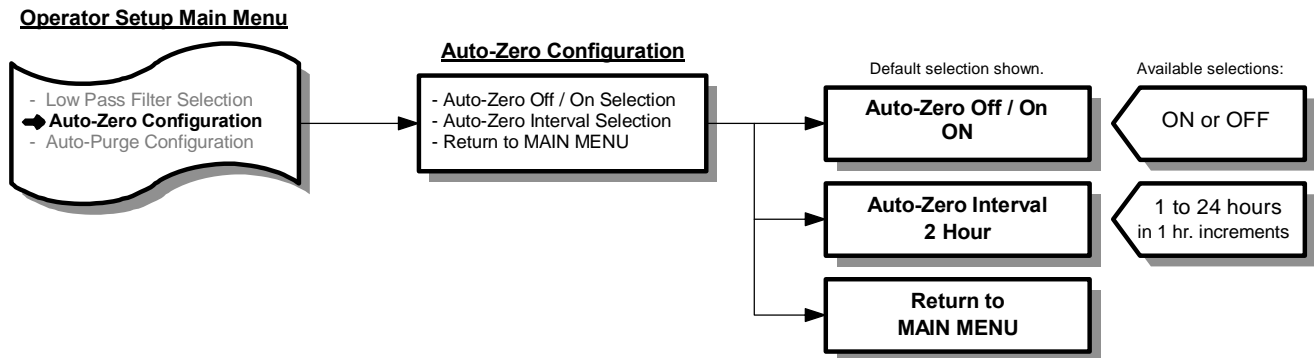 Operator Setup Main Menu
- Low Pass Filter Selection
Auto-Zero Configuration
- Auto-Purge Configuration
Auto-Zero Configuration
- Auto-Zero Off / On Selection
- Auto-Zero Interval Selection
- Return to MAIN MENU
Default selection shown.
Auto-Zero Off / On
ON
Auto-Zero Interval
2 Hour
Return to
MAIN MENU
Available selections:
ON or OFF
1 to 24 hours
in 1 hr. increments